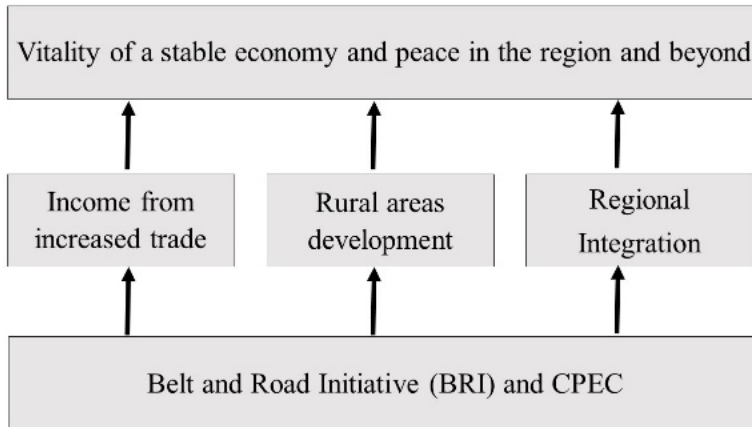 Vitality of a stable economy and peace in the region and beyond
Income from
increased trade
Rural areas
development
Regional
Integration
Belt and Road Initiative (BRI) and CPEC